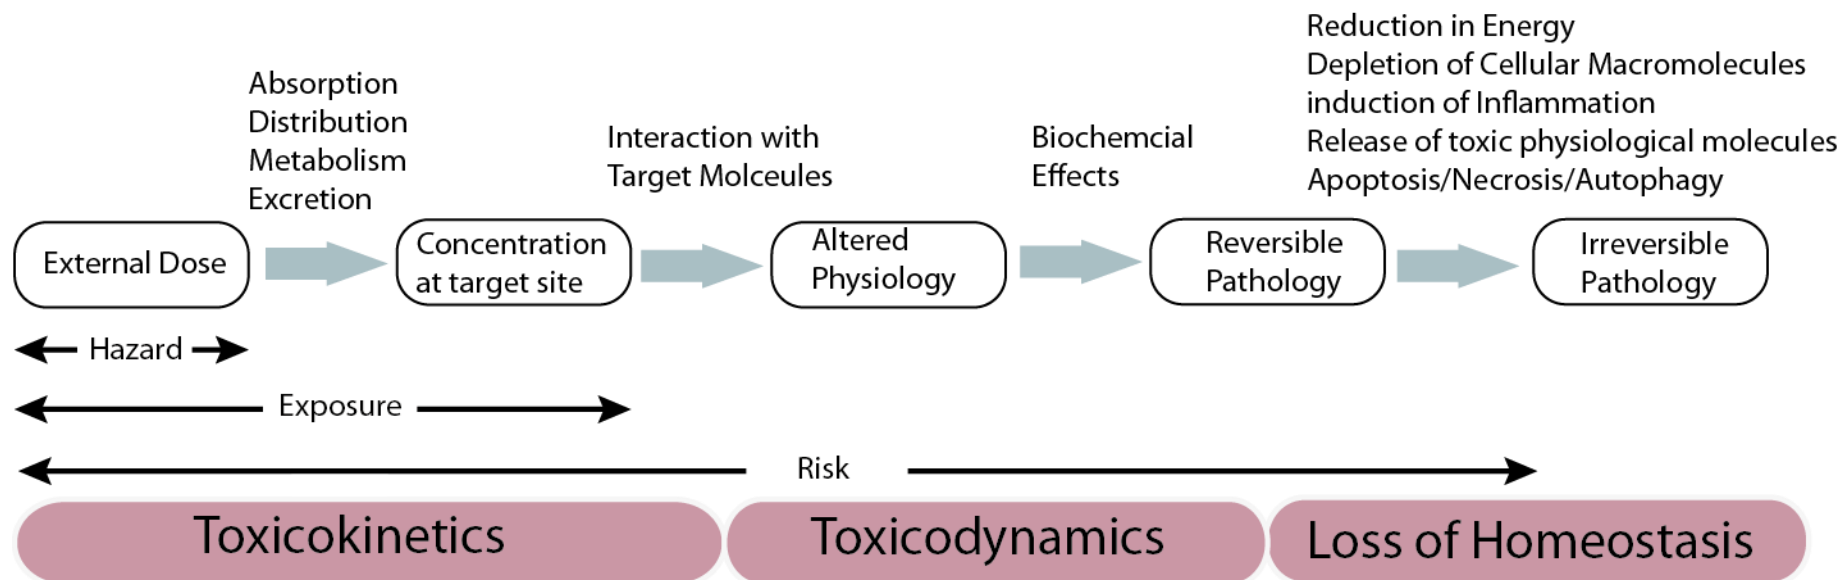 Absorption
Distribution
Metabolism
Excretion
Interaction with
Target Molceules
Biochemcial
Effects
Reduction in Energy
Depletion of Cellular Macromolecules
induction of Inflammation
Release of toxic physiological molecules
Apoptosis/Necrosis/Autophagy
External Dose
Concentration
at target site
Altered
Physiology
Reversible
Pathology
Irreversible
Pathology
Hazard
Exposure
Risk
Toxicokinetics
Toxicodynamics
Loss of Homeostasis